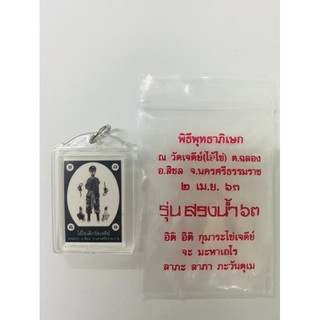 พิธีพุทธาภิเษก
ณ วัดเจดีย์(ไอ้ไข่) ต.ฉลอง
อ.สิชล จ.นครศรีธรรมราช
๒ เม.ย. ๖๓
รุ่น สรงน้ำ ๖๓
อิติ อิติ กุมาระไข่เจดีย์
จะ มะหาเถโร
ลาภะ ลาภา ภะวันตุเม